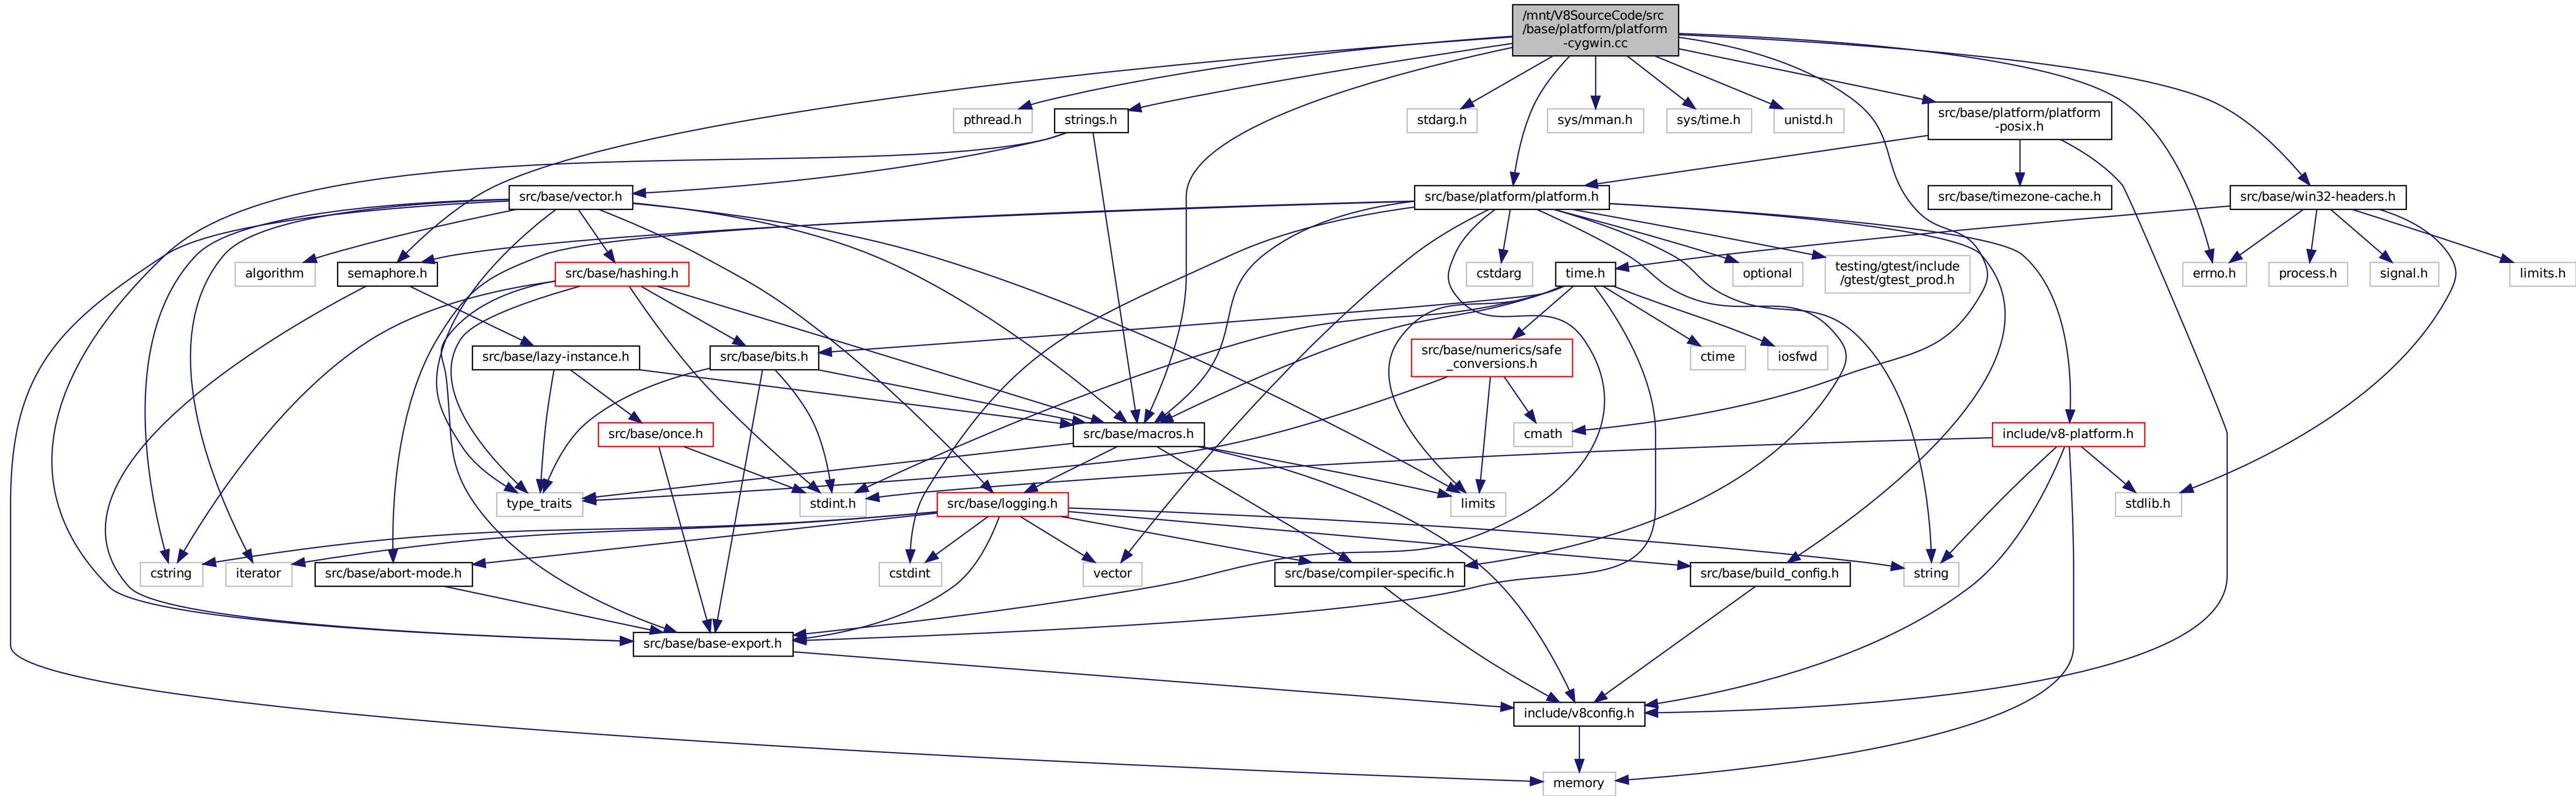 /mnt/V8SourceCode/src
/base/platform/platform
-cygwin.cc
pthread.h
strings.h
stdarg.h
sys/mman.h
sys/time.h
unistd.h
src/base/platform/platform
-posix.h
src/base/vector.h
src/base/platform/platform.h
src/base/timezone-cache.h
src/base/win32-headers.h
algorithm
semaphore.h
src/base/hashing.h
cstdarg
time.h
optional
testing/gtest/include
/gtest/gtest_prod.h
errno.h
process.h
signal.h
limits.h
src/base/lazy-instance.h
src/base/bits.h
src/base/numerics/safe
_conversions.h
ctime
iosfwd
src/base/once.h
src/base/macros.h
cmath
include/v8-platform.h
type_traits
stdint.h
src/base/logging.h
limits
stdlib.h
cstring
iterator
src/base/abort-mode.h
cstdint
vector
src/base/compiler-specific.h
src/base/build_config.h
string
src/base/base-export.h
include/v8config.h
memory